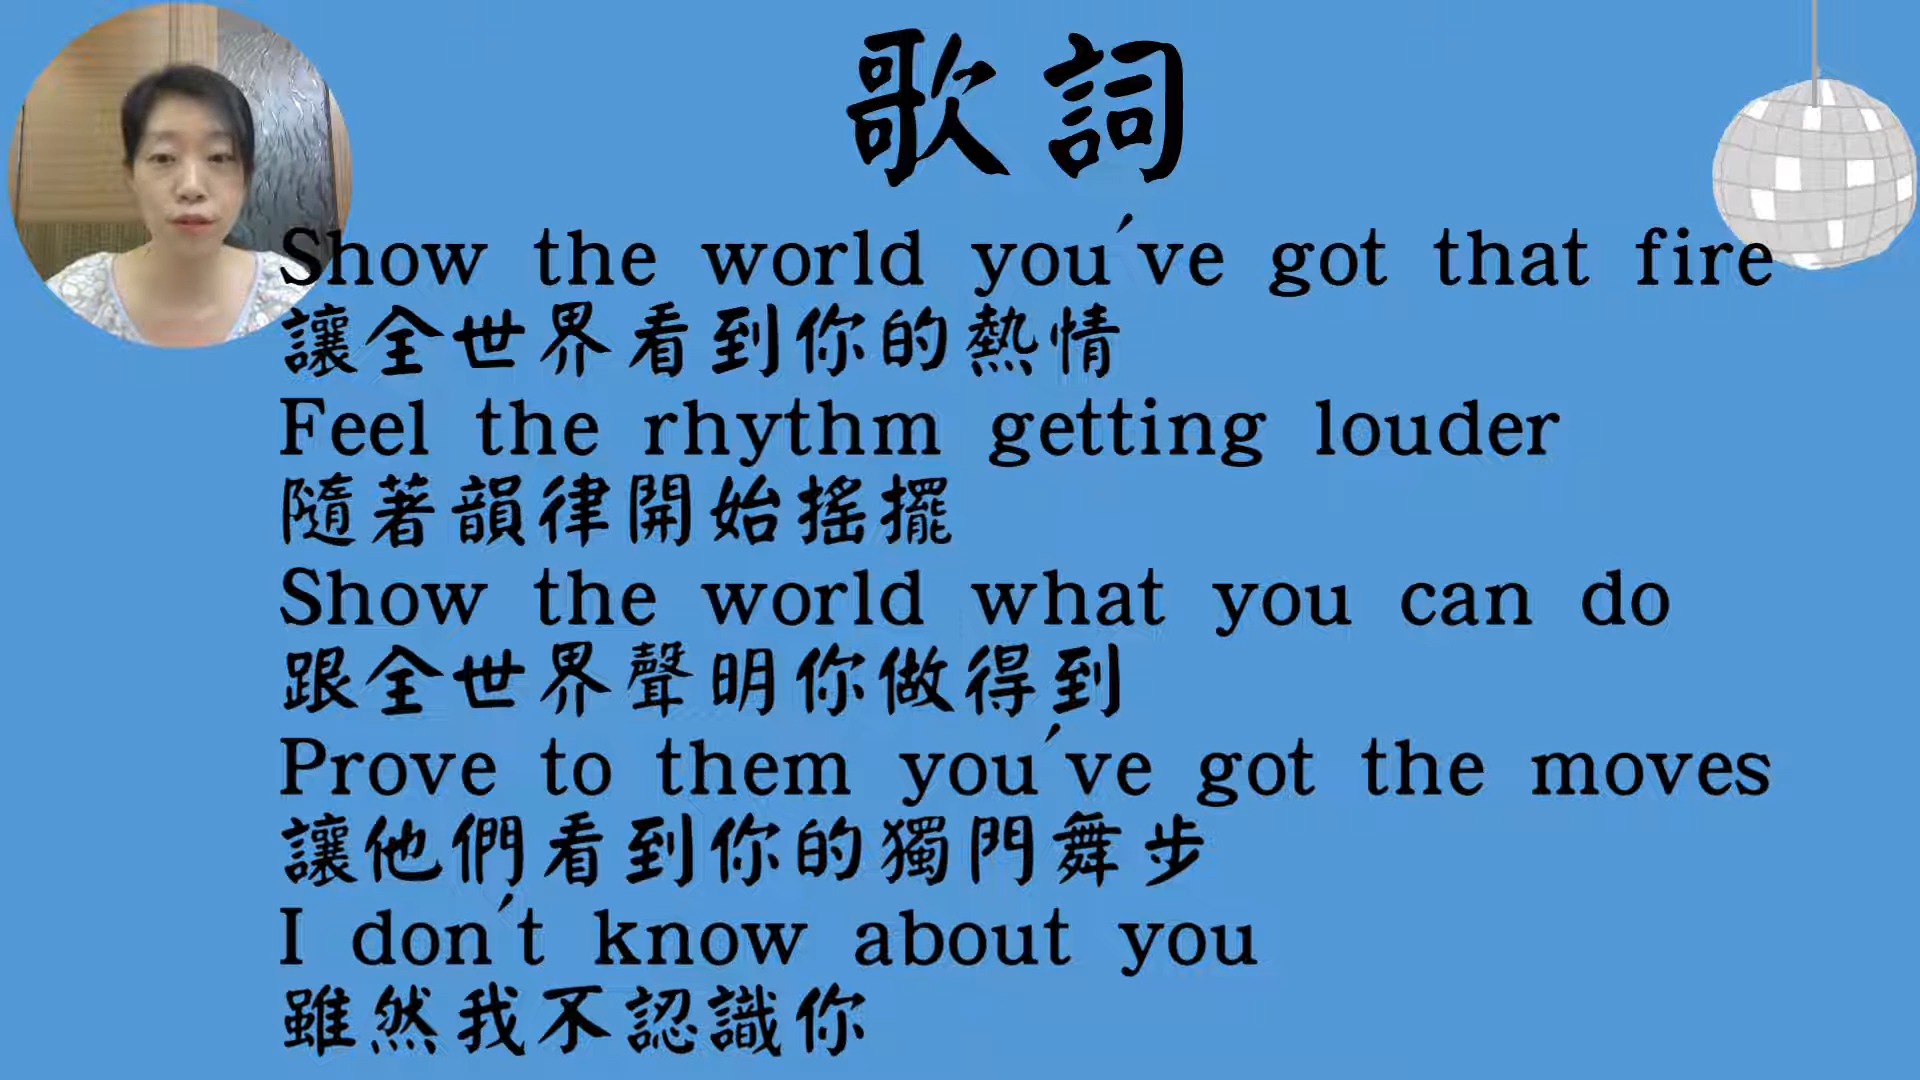 歌詞
Show the world you've got that fire
讓全世界看到你的熱情
Feel the rhythm getting louder
隨著韻律開始搖擺
Show the world what you can do
跟全世界聲明你做得到
Prove to them you've got the moves
讓他們看到你的獨門舞步
I don't know about you
雖然我不認識你